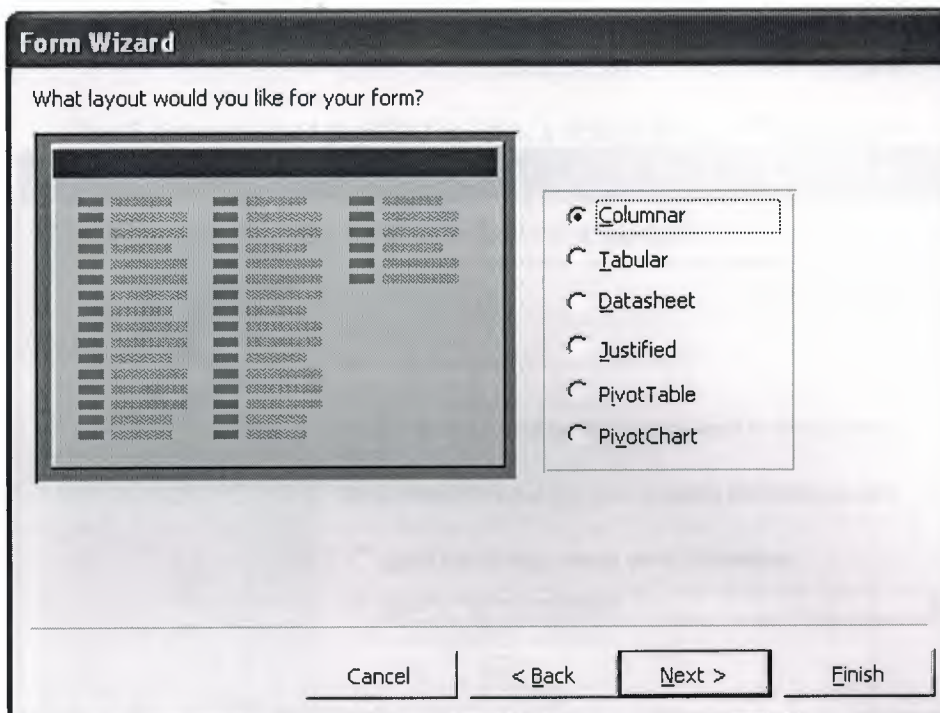 Form Wizard
What layout would you like for your form?
Columnar
Tabular
Datasheet
Justified
PivotTable
PivotChart
Cancel
< Back
Next >
Finish